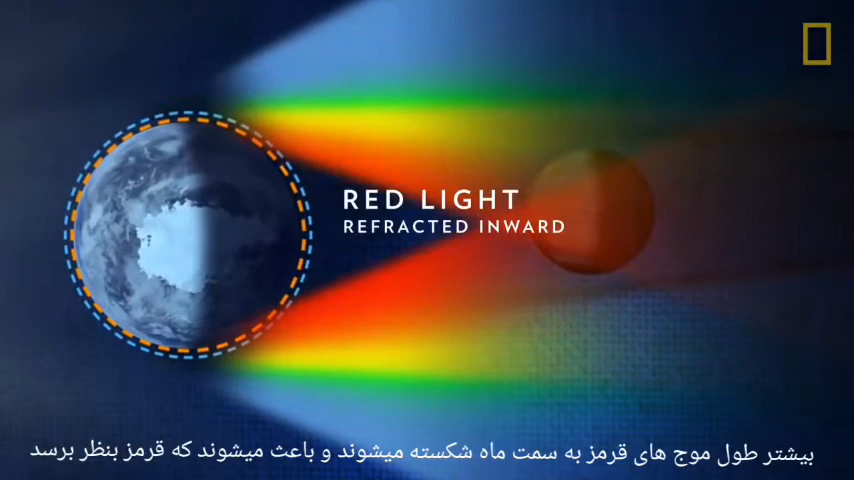 RED LIGHT
REFRACTED INWARD
بیشتر طول موج های قرمز به سمت ماه شکسته میشوند و باعث میشوند که قرمز بنظر برسد